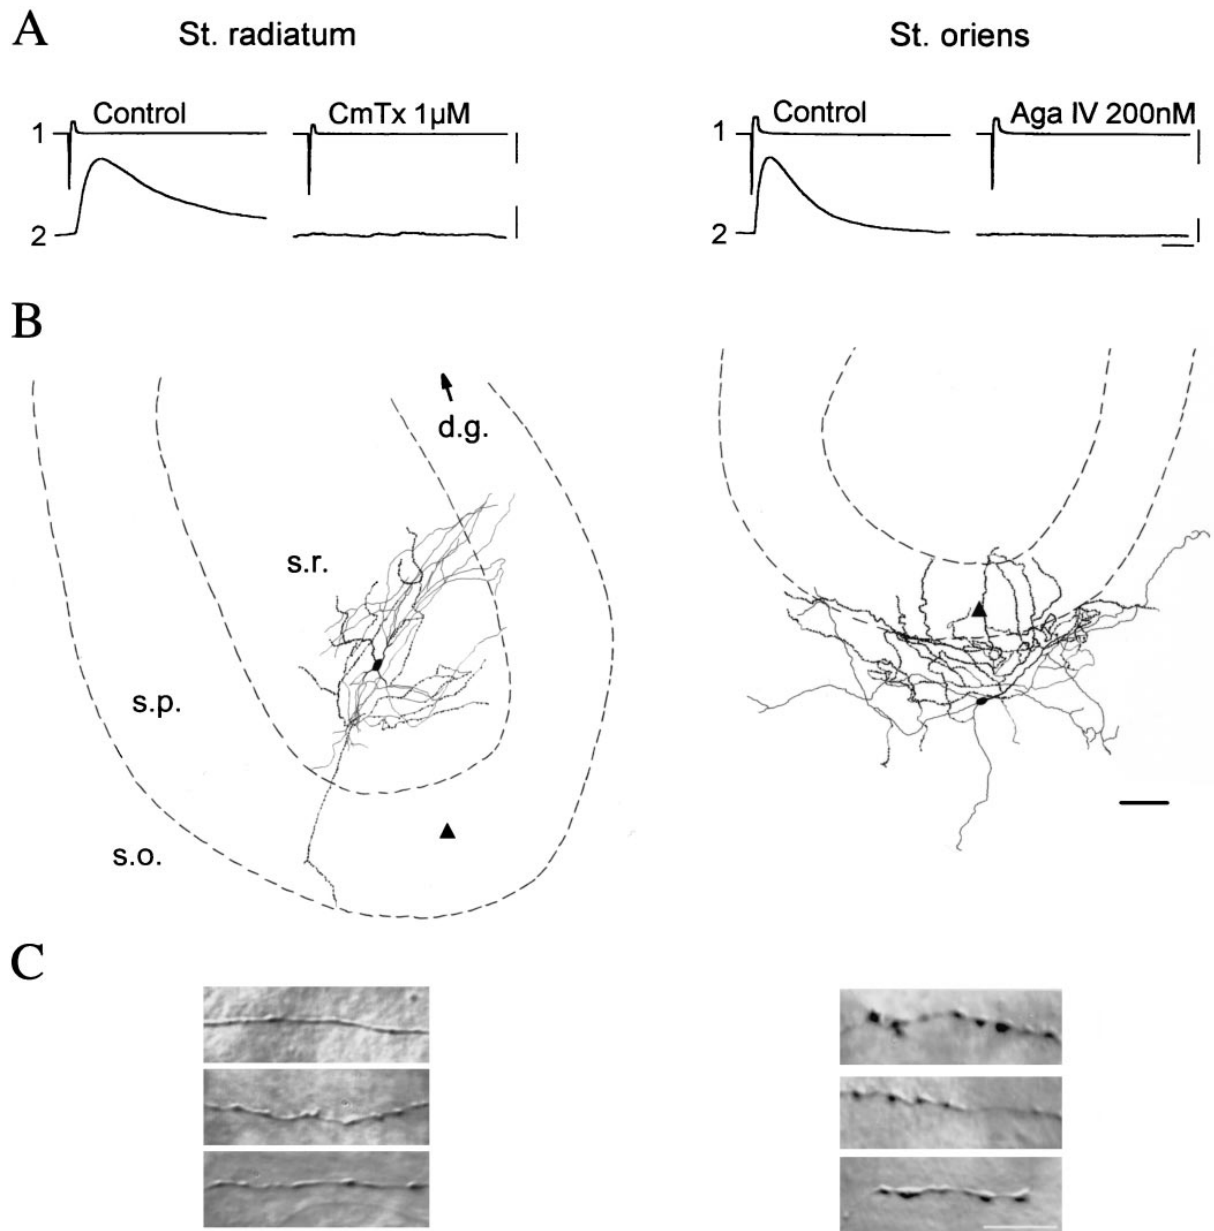 A
St. radiatum
St. oriens
1
Control
CmTx 1μM
2
1
Control
Aga IV 200nM
2
B
d.g.
s.r.
s.p.
s.o.
C